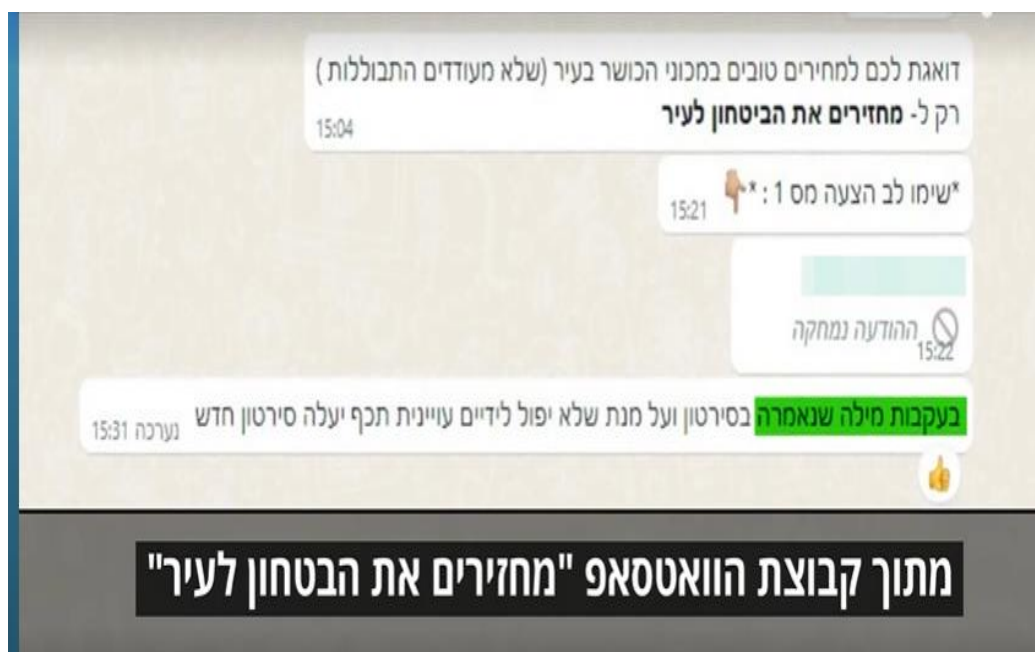 דואגת לכם למחירים טובים במכוני הכושר בעיר (שלא מעודדים התבוללות )
רק ל- מחזירים את הביטחון לעיר
15:04
*שימו לב הצעה מס 1 : *👇🏼
15:21
ההודעה נמחקה
15:22
בעקבות מילה שנאמרה בסירטון ועל מנת שלא יפול לידיים עויינית תכף יעלה סירטון חדש
נערכה 15:31
מתוך קבוצת הוואטסאפ "מחזירים את הבטחון לעיר"